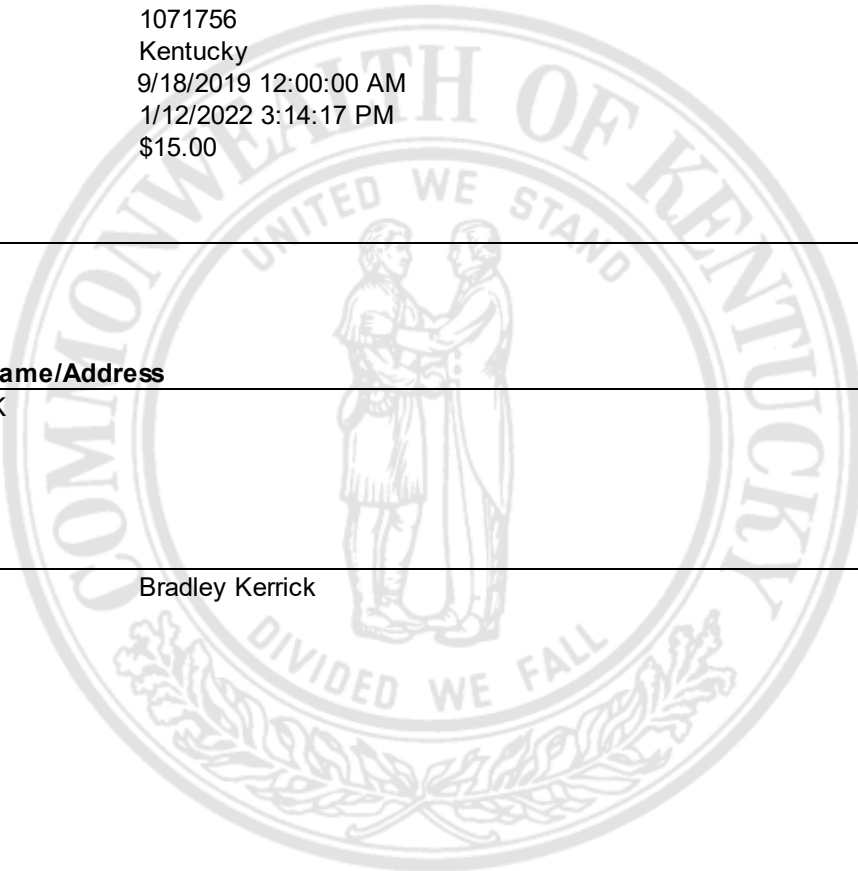 1071756
Kentucky
9/18/2019 12:00:00 AM
1/12/2022 3:14:17 PM
$15.00
COMMONWEALTH OF KENTUCKY
UNITED WE STAND
ame/Address
K
Bradley Kerrick
DIVIDED WE FALL